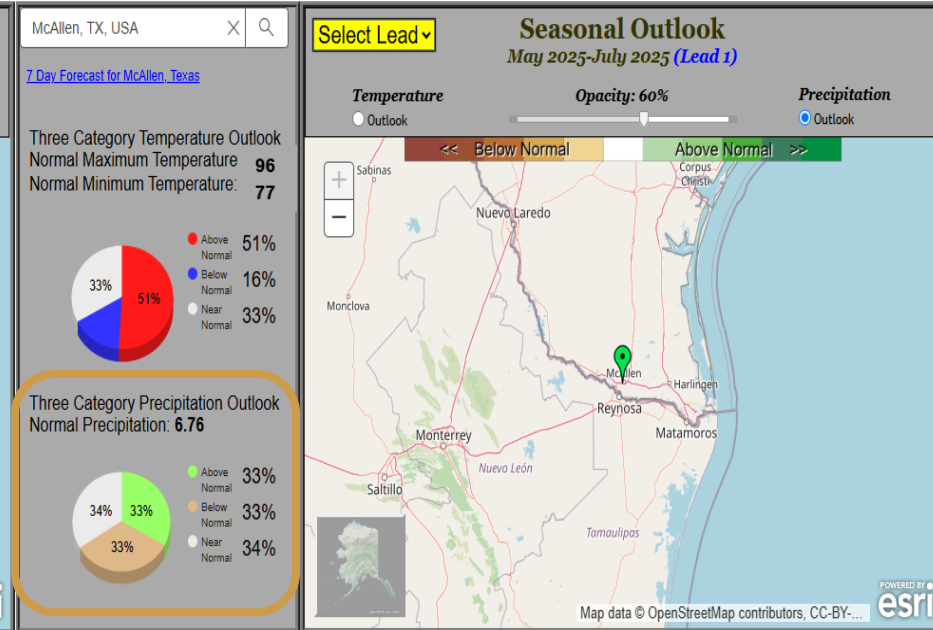 McAllen, TX, USA
7 Day Forecast for McAllen, Texas
Three Category Temperature Outlook
Normal Maximum Temperature 96
Normal Minimum Temperature: 77
33%
51%
Above Normal 51%
Below Normal 16%
Near Normal 33%
Three Category Precipitation Outlook
Normal Precipitation: 6.76
34%
33%
33%
Above Normal 33%
Below Normal 33%
Near Normal 34%
Select Lead
Seasonal Outlook
May 2025-July 2025 (Lead 1)
Temperature
Outlook
Opacity: 60%
Precipitation
Outlook
<< Below Normal
Above Normal >>
+
−
Sabinas
Corpus
Christi
Nuevo Laredo
Monclova
McAllen
Harlingen
Reynosa
Matamoros
Monterrey
Nuevo León
Saltillo
Tamaulipas
POWERED BY
esri
Map data © OpenStreetMap contributors, CC-BY-...